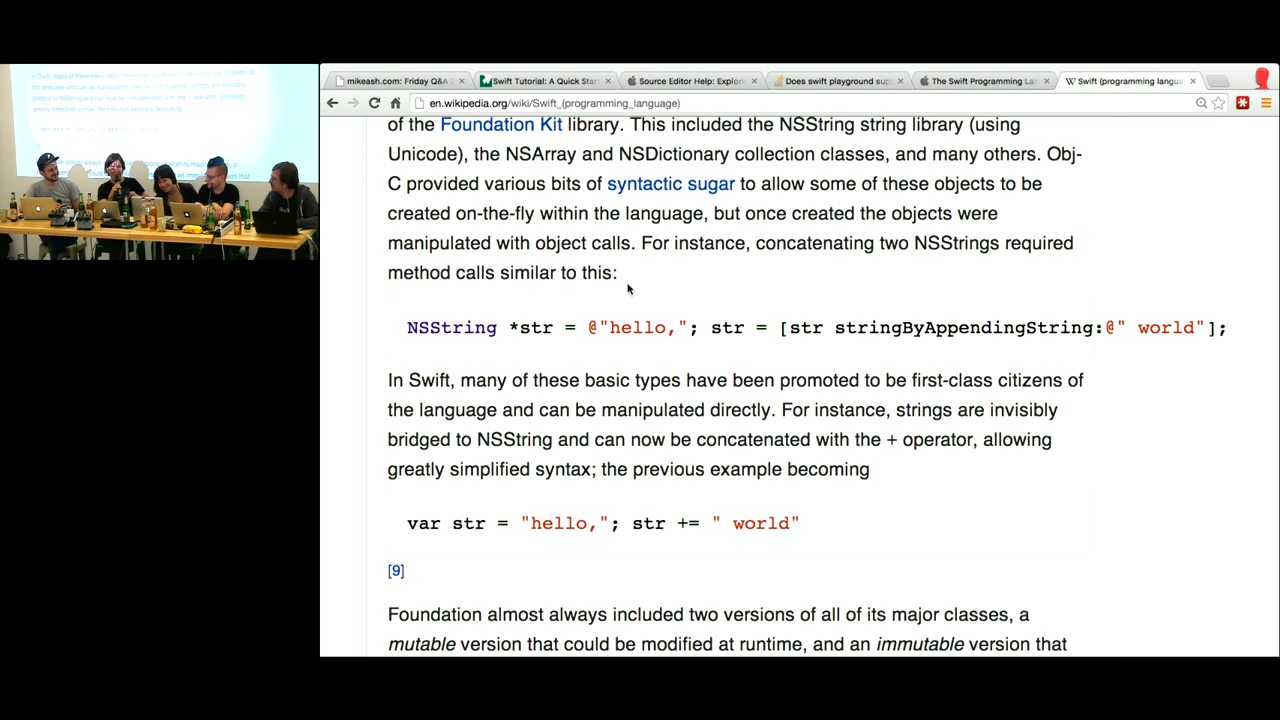 mikeash.com: Friday Q&A
Swift Tutorial: A Quick Star
Source Editor Help: Explori
Does swift playground sup
The Swift Programming Lan
Swift (programming langua
en.wikipedia.org/wiki/Swift_(programming_language)
of the Foundation Kit library. This included the NSString string library (using
Unicode), the NSArray and NSDictionary collection classes, and many others. Obj-
C provided various bits of syntactic sugar to allow some of these objects to be
created on-the-fly within the language, but once created the objects were
manipulated with object calls. For instance, concatenating two NSStrings required
method calls similar to this:
NSString *str = @"hello,"; str = [str stringByAppendingString:@" world"];
In Swift, many of these basic types have been promoted to be first-class citizens of
the language and can be manipulated directly. For instance, strings are invisibly
bridged to NSString and can now be concatenated with the + operator, allowing
greatly simplified syntax; the previous example becoming
var str = "hello,"; str += " world"
[9]
Foundation almost always included two versions of all of its major classes, a
mutable version that could be modified at runtime, and an immutable version that